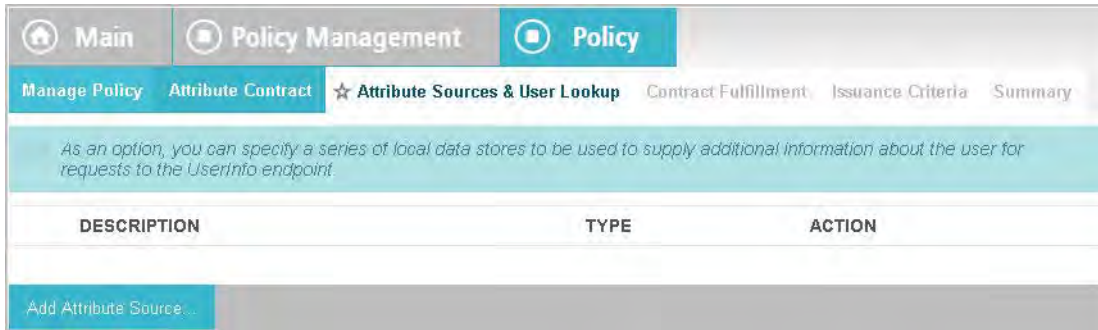 Main Policy Management Policy
Manage Policy Attribute Contract Attribute Sources & User Lookup Contract Fulfillment Issuance Criteria Summary
As an option, you can specify a series of local data stores to be used to supply additional information about the user for
requests to the UserInfo endpoint.
DESCRIPTION TYPE ACTION
Add Attribute Source...